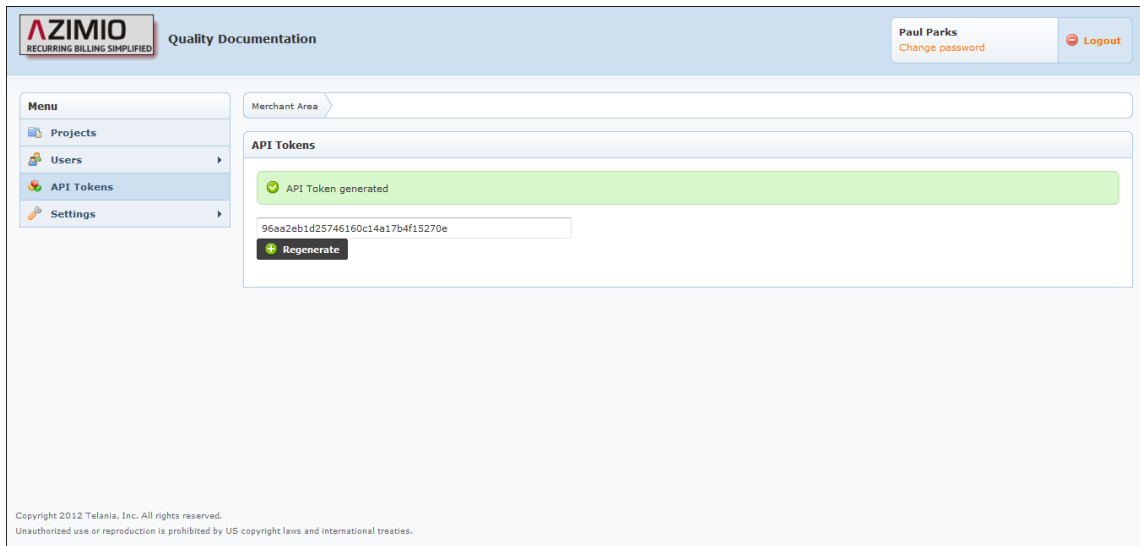 AZIMIO
RECURRING BILLING SIMPLIFIED
Quality Documentation
Paul Parks
Change password
Logout
Menu
Projects
Users
API Tokens
Settings
Merchant Area
API Tokens
API Token generated
96aa2eb1d25746160c14a17b4f15270e
Regenerate
Copyright 2012 Telania, Inc. All rights reserved.
Unauthorized use or reproduction is prohibited by US copyright laws and international treaties.